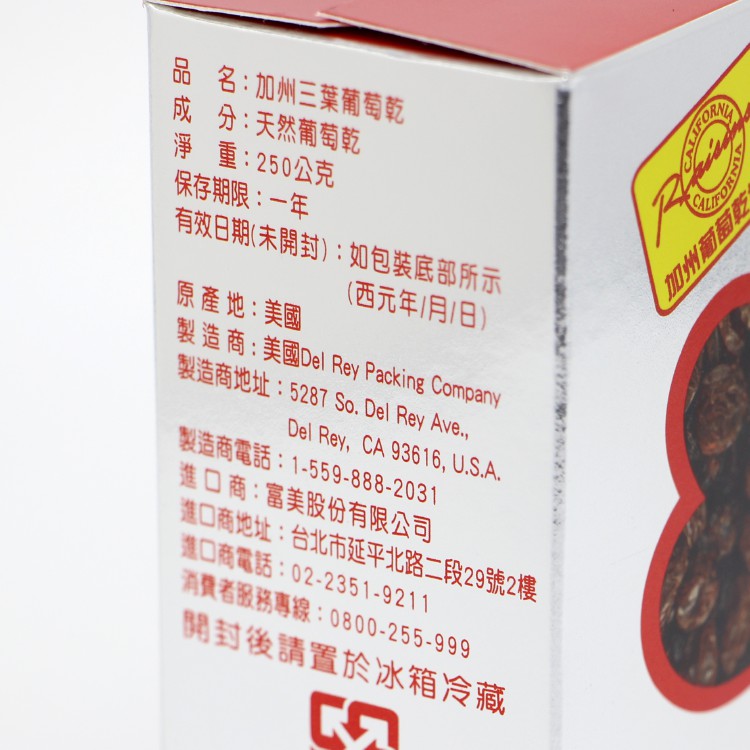 品 名：加州三葉葡萄乾
成 分：天然葡萄乾
淨 重：250公克
保存期限：一年
有效日期(未開封)：如包裝底部所示
(西元年/月/日)
原 產 地：美國
製 造 商：美國Del Rey Packing Company
製造商地址：5287 So. Del Rey Ave.,
Del Rey, CA 93616, U.S.A.
製造商電話：1-559-888-2031
進 口 商：富美股份有限公司
進口商地址：台北市延平北路二段29號2樓
進口商電話：02-2351-9211
消費者服務專線：0800-255-999
開封後請置於冰箱冷藏
CALIFORNIA
Raisins
CALIFORNIA
加州葡萄乾